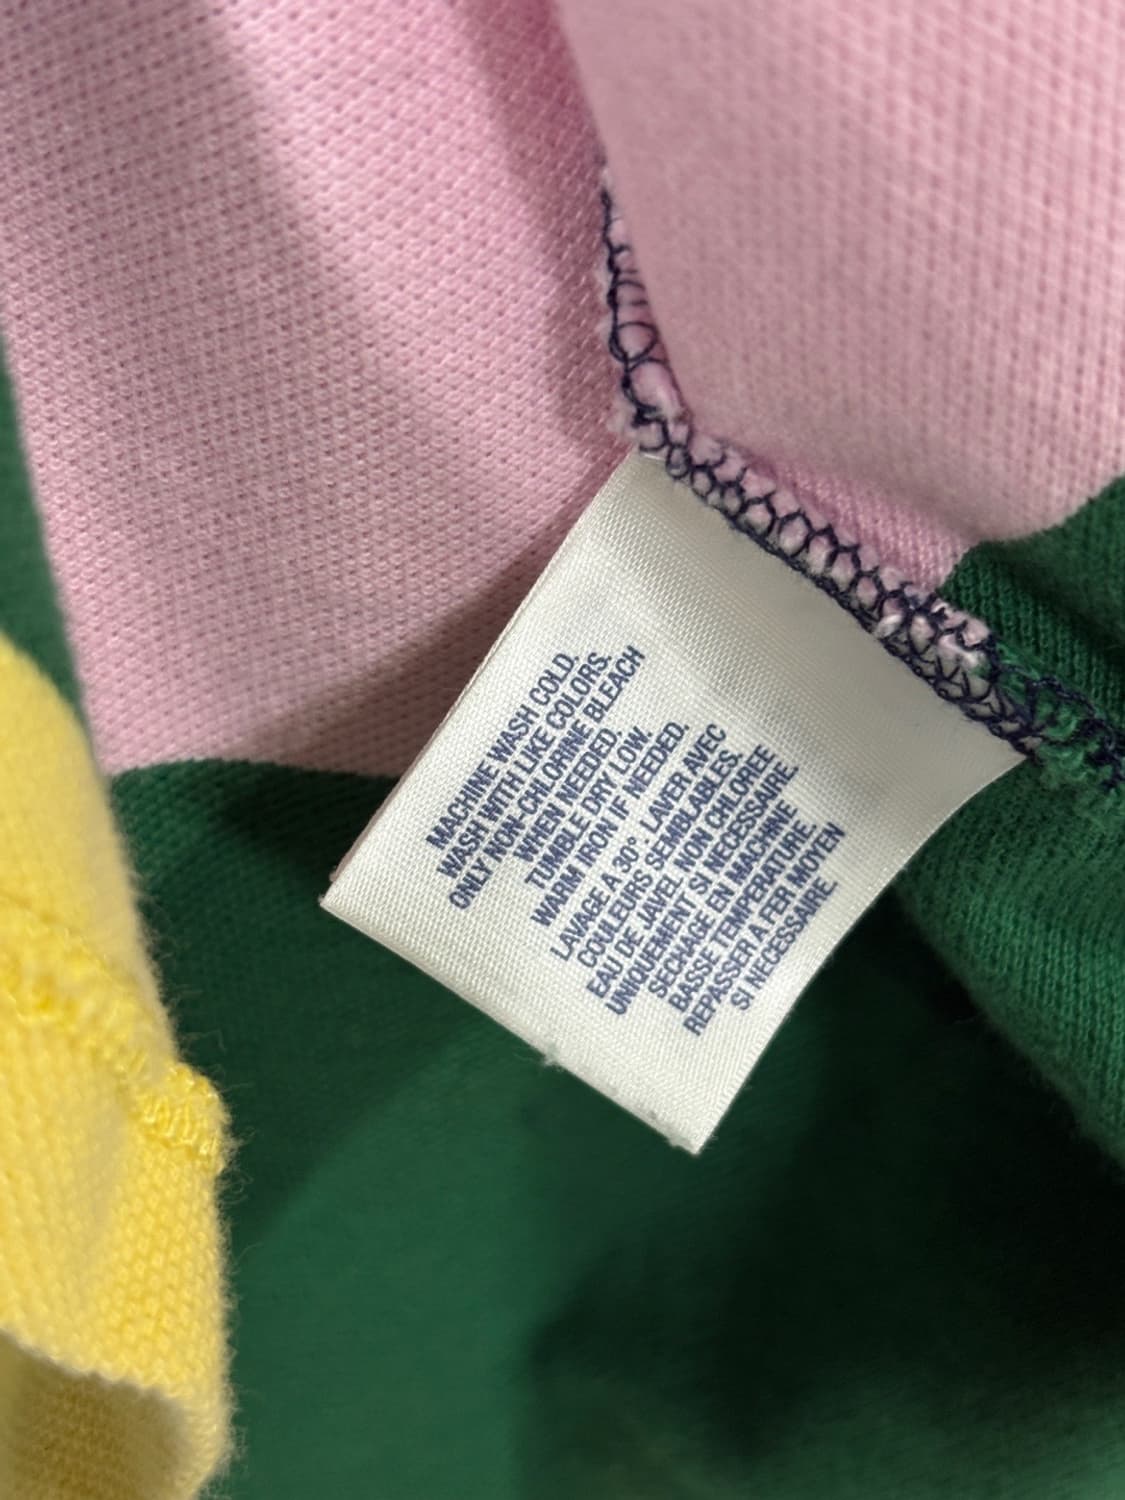 MACHINE WASH COLD.
WASH WITH LIKE COLORS.
ONLY NON-CHLORINE BLEACH
WHEN NEEDED.
TUMBLE DRY LOW.
WARM IRON IF NEEDED.
LAVAGE A 30°. LAVER AVEC
COULEURS SEMBLABLES.
EAU DE JAVEL NON CHLOREE
UNIQUEMENT SI NECESSAIRE.
SECHAGE EN MACHINE
BASSE TEMPERATURE.
REPASSER A FER MOYEN
SI NECESSAIRE.